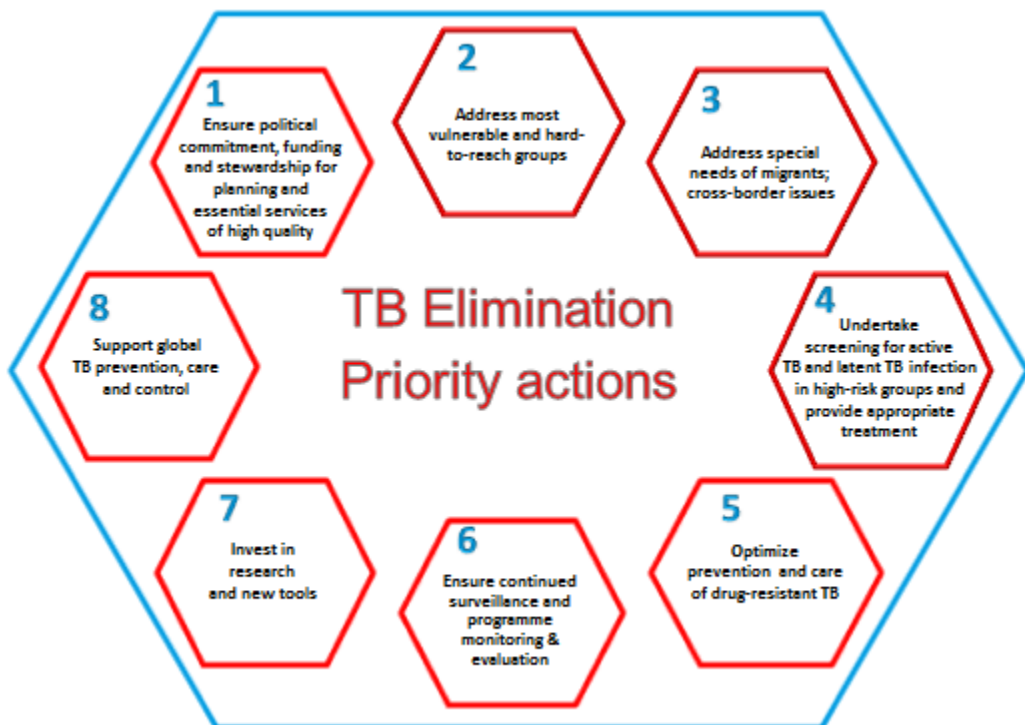 1
Ensure political
commitment, funding
and stewardship for
planning and
essential services
of high quality
2
Address most
vulnerable and hard-
to-reach groups
3
Address special
needs of migrants;
cross-border issues
4
Undertake
screening for active
TB and latent TB infection
in high-risk groups and
provide appropriate
treatment
TB Elimination
Priority actions
8
Support global
TB prevention, care
and control
7
Invest in
research
and new tools
6
Ensure continued
surveillance and
programme
monitoring &
evaluation
5
Optimize
prevention and care
of drug-resistant TB